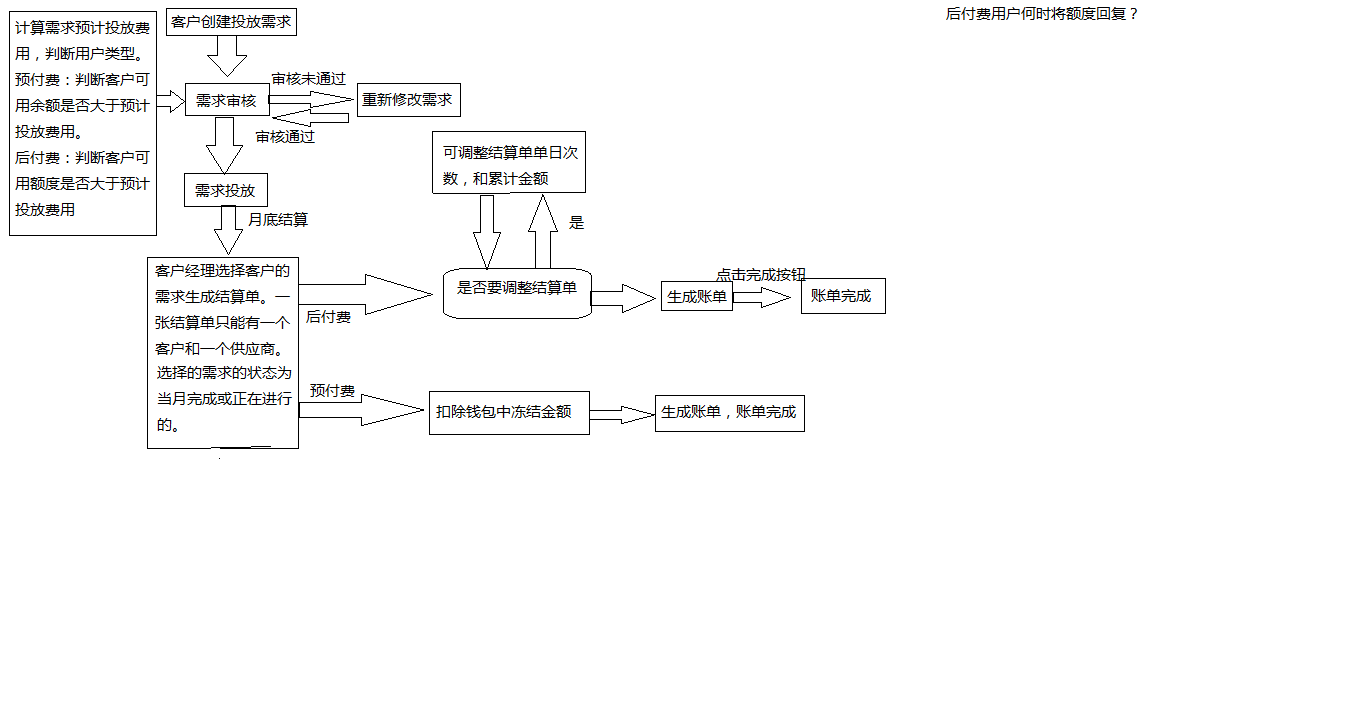 后付费用户何时将额度回复？
客户创建投放需求
计算需求预计投放费
用，判断用户类型。
预付费：判断客户可
用余额是否大于预计
投放费用。
后付费：判断客户可
用额度是否大于预计
投放费用
需求审核
审核未通过
重新修改需求
审核通过
需求投放
月底结算
可调整结算单单日次
数，和累计金额
是
客户经理选择客户的
需求生成结算单。一
张结算单只能有一个
客户和一个供应商。
选择的需求的状态为
当月完成或正在进行
的。
后付费
是否要调整结算单
生成账单
点击完成按钮
账单完成
预付费
扣除钱包中冻结金额
生成账单，账单完成